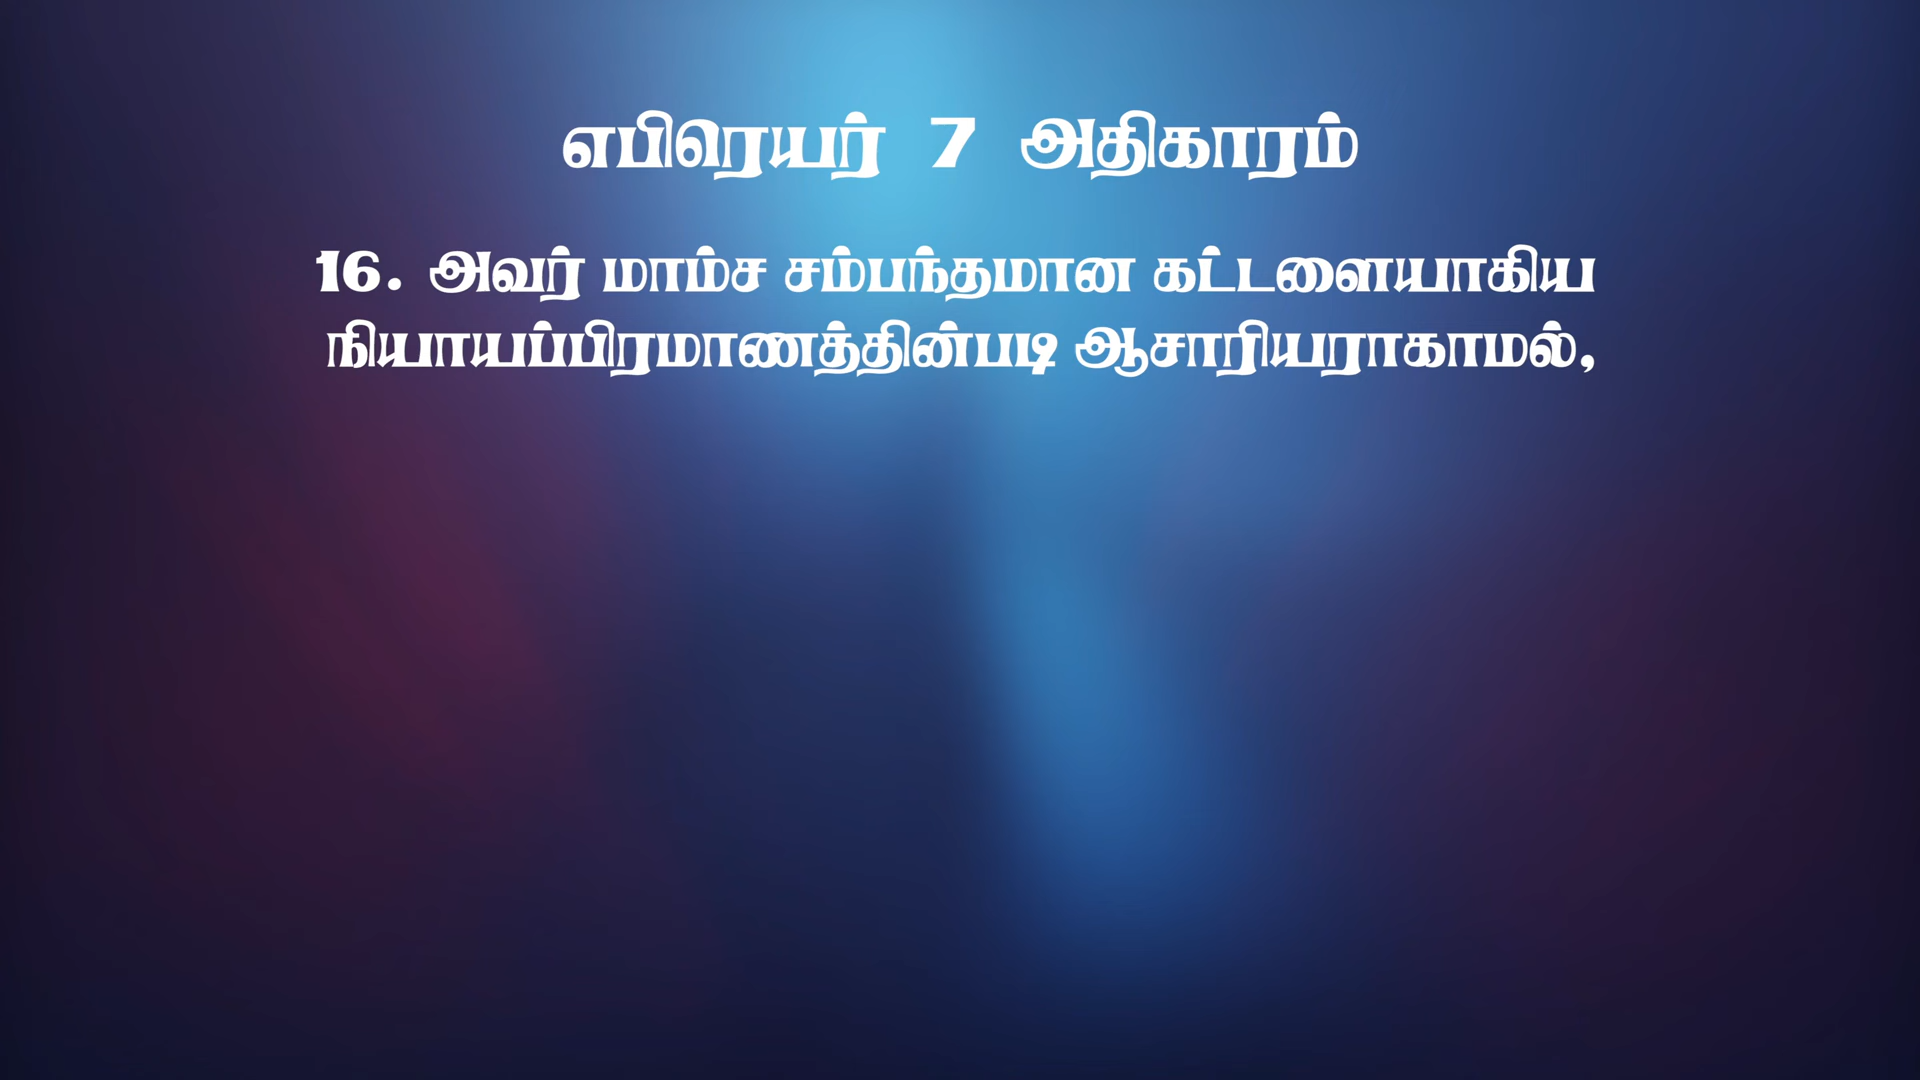 எபிரெயர் 7 அதிகாரம்
16. அவர் மாம்ச சம்பந்தமான கட்டளையாகிய
நியாயப்பிரமாணத்தின்படி ஆசாரியராகாமல்,